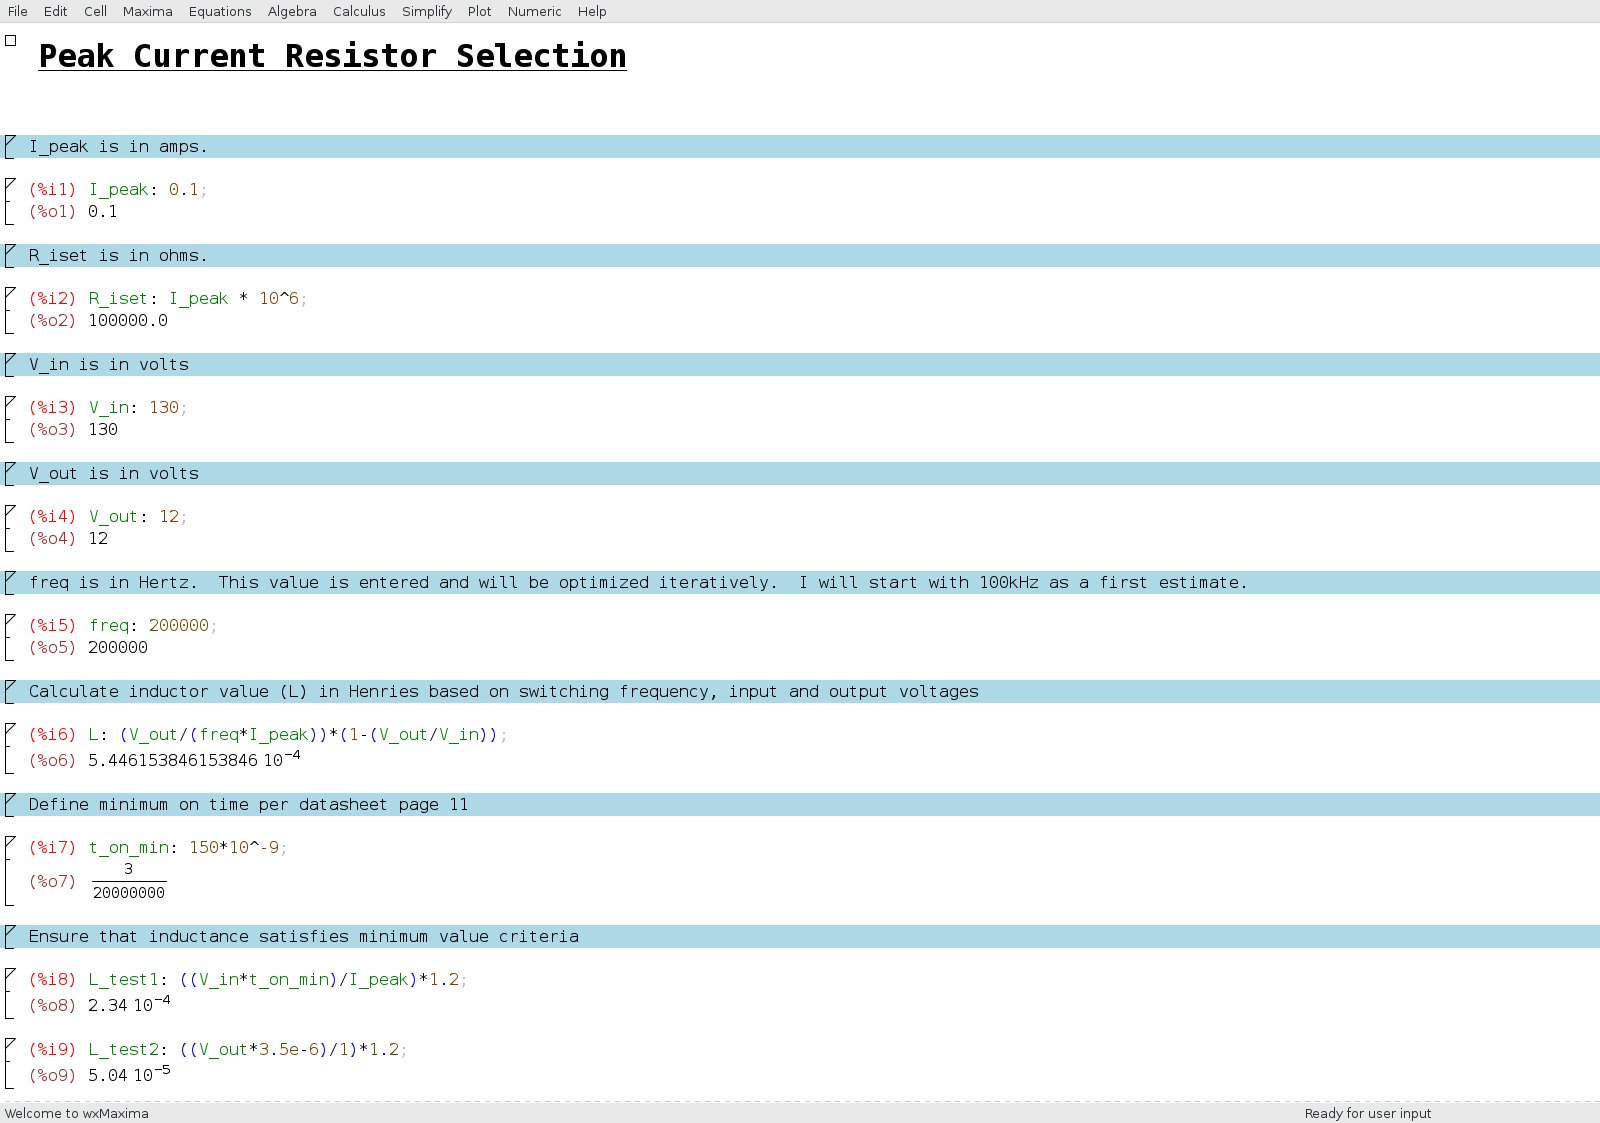 File Edit Cell Maxima Equations Algebra Calculus Simplify Plot Numeric Help
Peak Current Resistor Selection
I_peak is in amps.
(%i1) I_peak: 0.1;
(%o1) 0.1
R_iset is in ohms.
(%i2) R_iset: I_peak * 10^6;
(%o2) 100000.0
V_in is in volts
(%i3) V_in: 130;
(%o3) 130
V_out is in volts
(%i4) V_out: 12;
(%o4) 12
freq is in Hertz.  This value is entered and will be optimized iteratively.  I will start with 100kHz as a first estimate.
(%i5) freq: 200000;
(%o5) 200000
Calculate inductor value (L) in Henries based on switching frequency, input and output voltages
(%i6) L: (V_out/(freq*I_peak))*(1-(V_out/V_in));
(%o6) 5.446153846153846 10⁻⁴
Define minimum on time per datasheet page 11
(%i7) t_on_min: 150*10^-9;
(%o7) 3/20000000
Ensure that inductance satisfies minimum value criteria
(%i8) L_test1: ((V_in*t_on_min)/I_peak)*1.2;
(%o8) 2.34 10⁻⁴
(%i9) L_test2: ((V_out*3.5e-6)/1)*1.2;
(%o9) 5.04 10⁻⁵
Welcome to wxMaxima Ready for user input